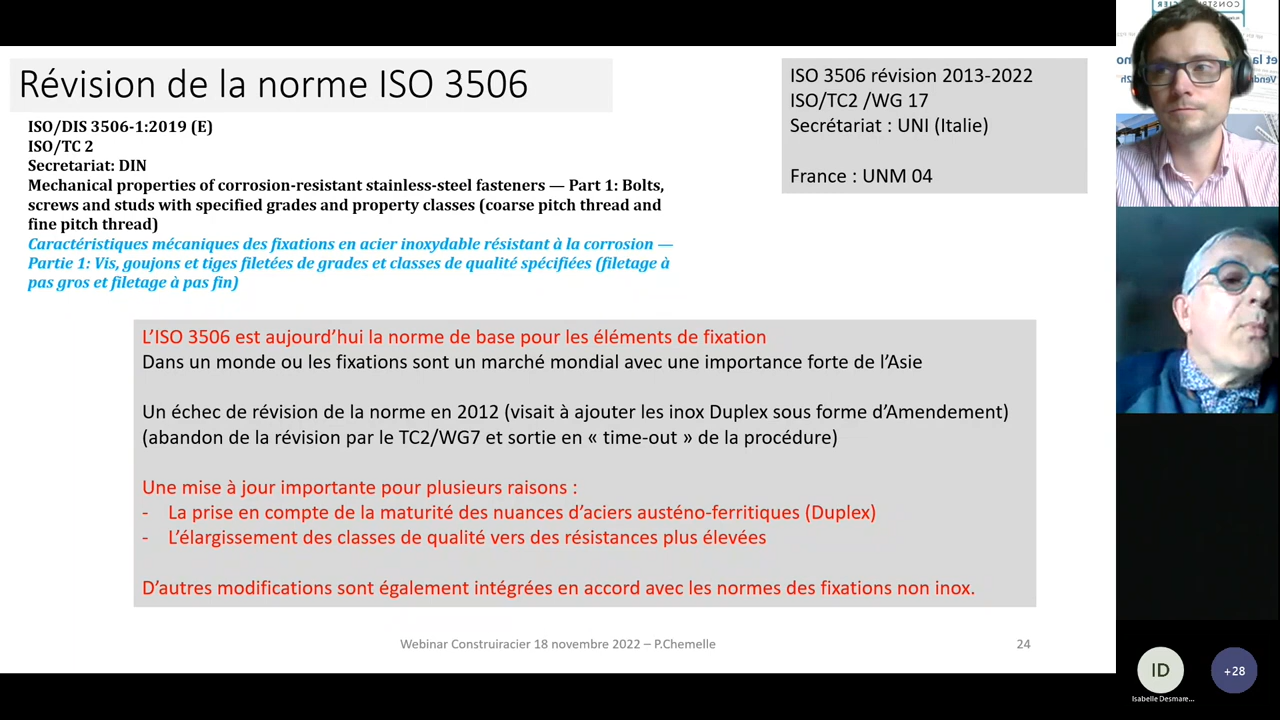 Révision de la norme ISO 3506
ISO/DIS 3506-1:2019 (E)
ISO/TC 2
Secretariat: DIN
Mechanical properties of corrosion-resistant stainless-steel fasteners — Part 1: Bolts,
screws and studs with specified grades and property classes (coarse pitch thread and
fine pitch thread)
Caractéristiques mécaniques des fixations en acier inoxydable résistant à la corrosion —
Partie 1: Vis, goujons et tiges filetées de grades et classes de qualité spécifiées (filetage à
pas gros et filetage à pas fin)
ISO 3506 révision 2013-2022
ISO/TC2 /WG 17
Secrétariat : UNI (Italie)
France : UNM 04
L’ISO 3506 est aujourd’hui la norme de base pour les éléments de fixation
Dans un monde ou les fixations sont un marché mondial avec une importance forte de l’Asie
Un échec de révision de la norme en 2012 (visait à ajouter les inox Duplex sous forme d’Amendement)
(abandon de la révision par le TC2/WG7 et sortie en « time-out » de la procédure)
Une mise à jour importante pour plusieurs raisons :
- La prise en compte de la maturité des nuances d’aciers austéno-ferritiques (Duplex)
- L’élargissement des classes de qualité vers des résistances plus élevées
D’autres modifications sont également intégrées en accord avec les normes des fixations non inox.
Webinar Construiracier 18 novembre 2022 – P.Chemelle
24
ID
+28
Isabelle Desmare...